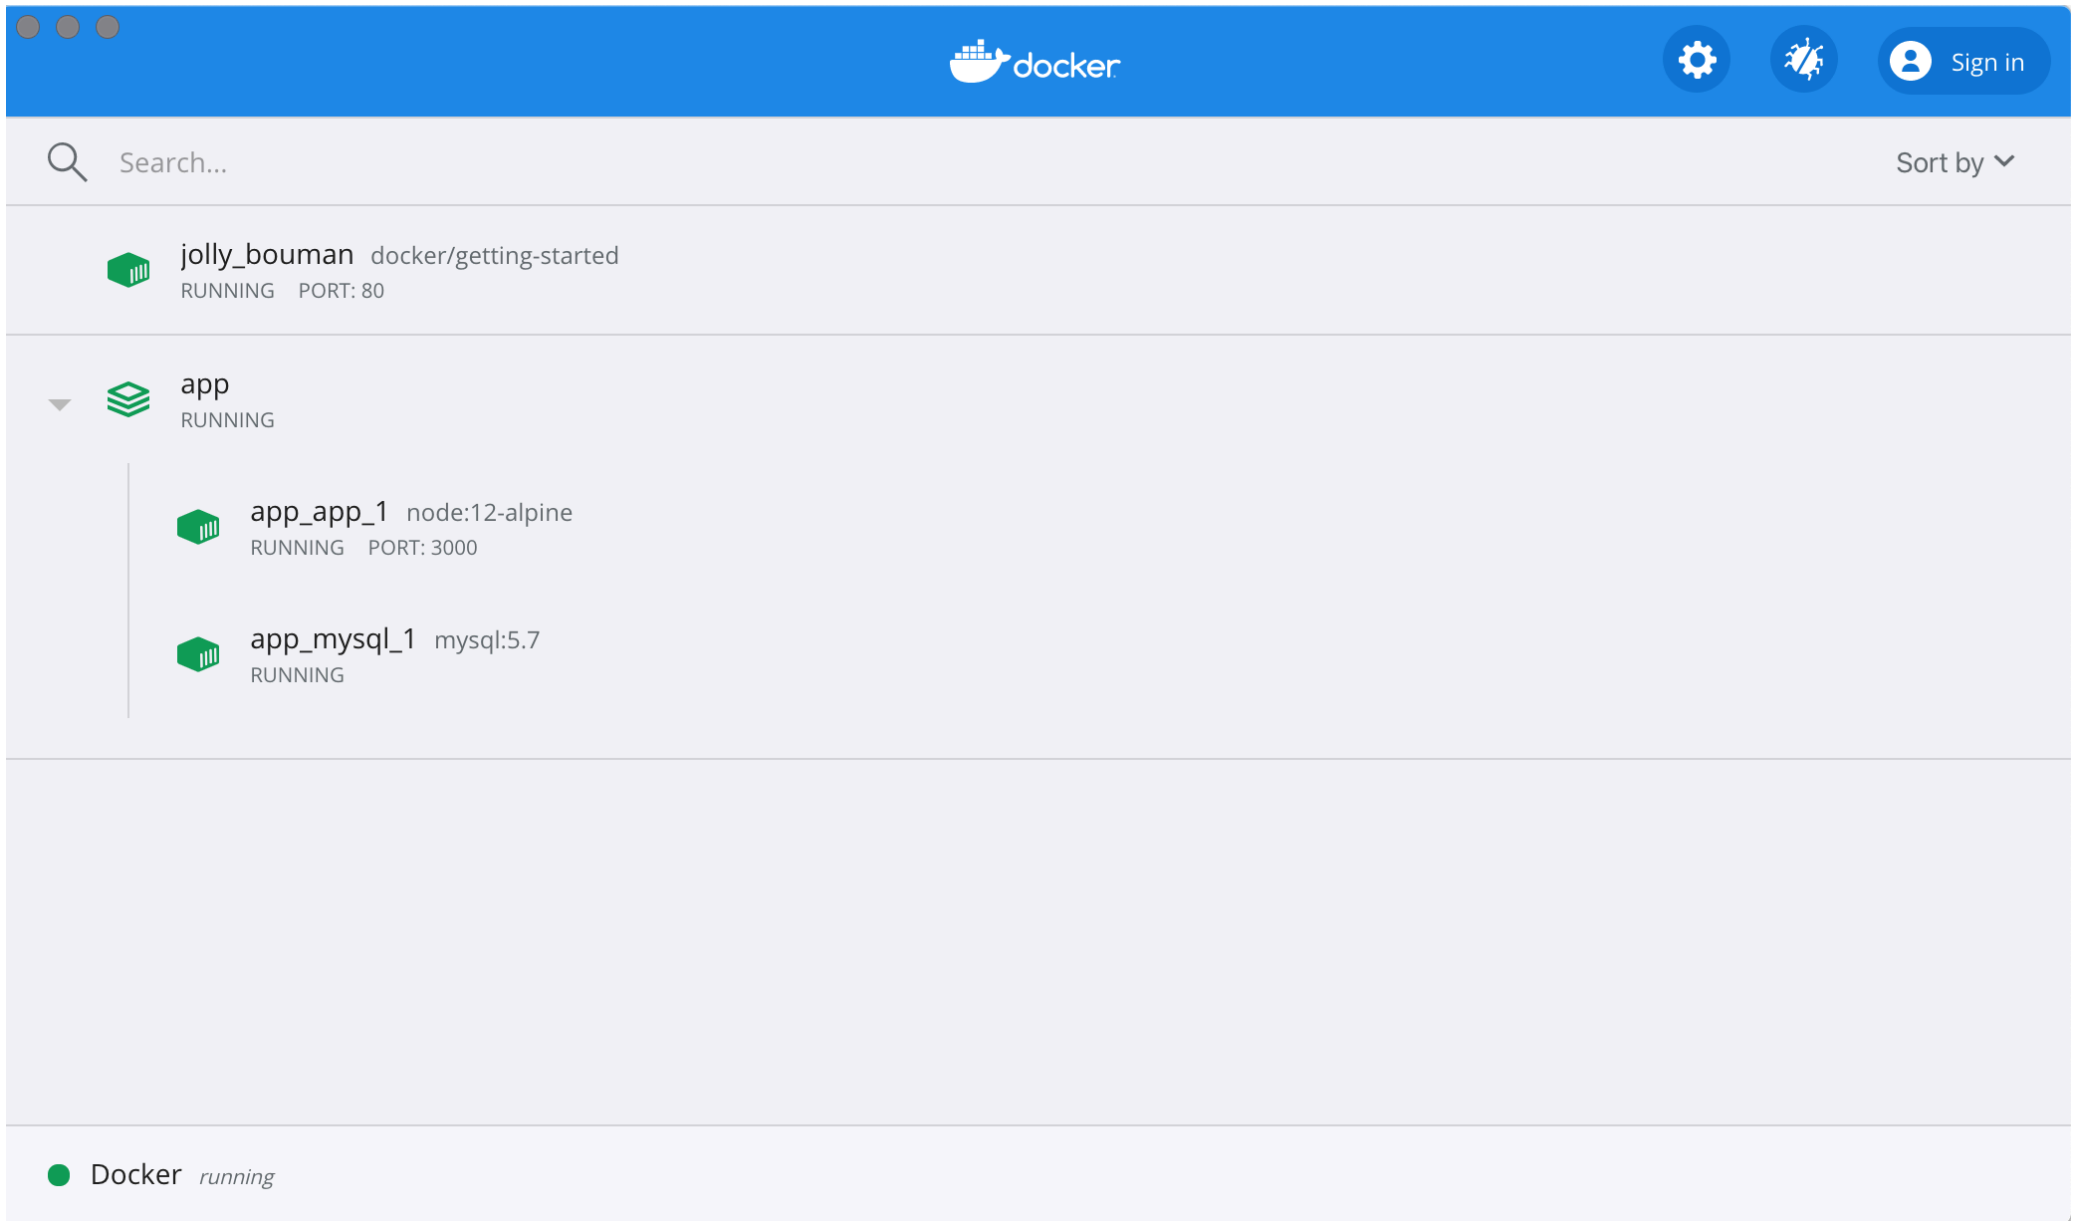 docker
Sign in
Search...
Sort by
jolly_bouman docker/getting-started
RUNNING PORT: 80
app
RUNNING
app_app_1 node:12-alpine
RUNNING PORT: 3000
app_mysql_1 mysql:5.7
RUNNING
Docker running